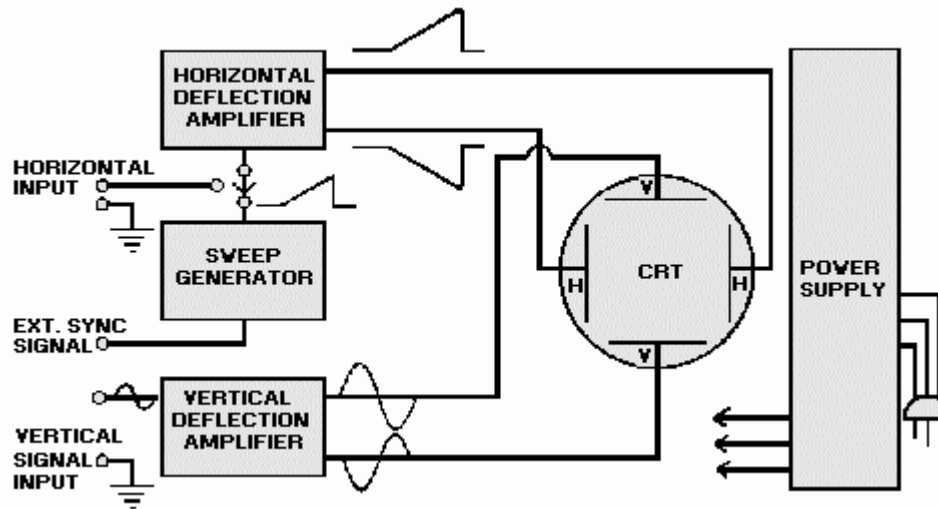 HORIZONTAL
DEFLECTION
AMPLIFIER
HORIZONTAL
INPUT
SWEEP
GENERATOR
EXT. SYNC
SIGNAL
VERTICAL
DEFLECTION
AMPLIFIER
VERTICAL
SIGNAL
INPUT
V
H
CRT
H
V
POWER
SUPPLY